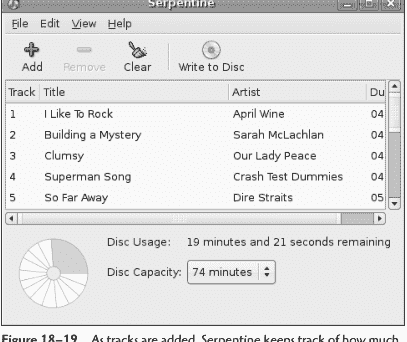 Serpentine
File Edit View Help
Add Remove Clear Write to Disc
Track Title Artist Du
1 I Like To Rock April Wine 04
2 Building a Mystery Sarah McLachlan 04
3 Clumsy Our Lady Peace 04
4 Superman Song Crash Test Dummies 04
5 So Far Away Dire Straits 05
Disc Usage: 19 minutes and 21 seconds remaining
Disc Capacity: 74 minutes
Figure 18–19 As tracks are added, Serpentine keeps track of how much